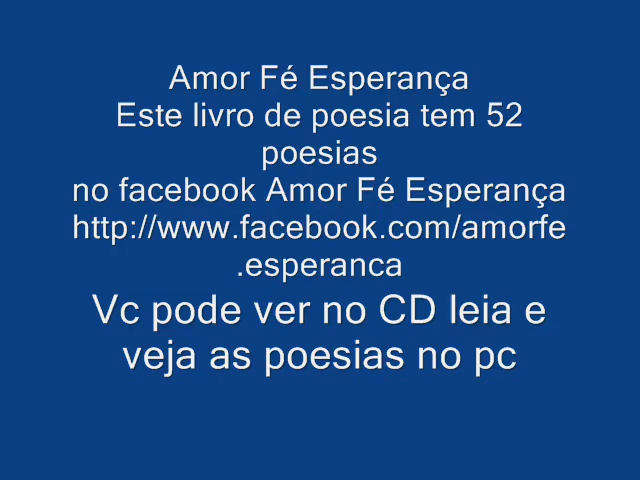 Amor Fé Esperança
Este livro de poesia tem 52
poesias
no facebook Amor Fé Esperança
http://www.facebook.com/amorfe
.esperanca
Vc pode ver no CD leia e
veja as poesias no pc